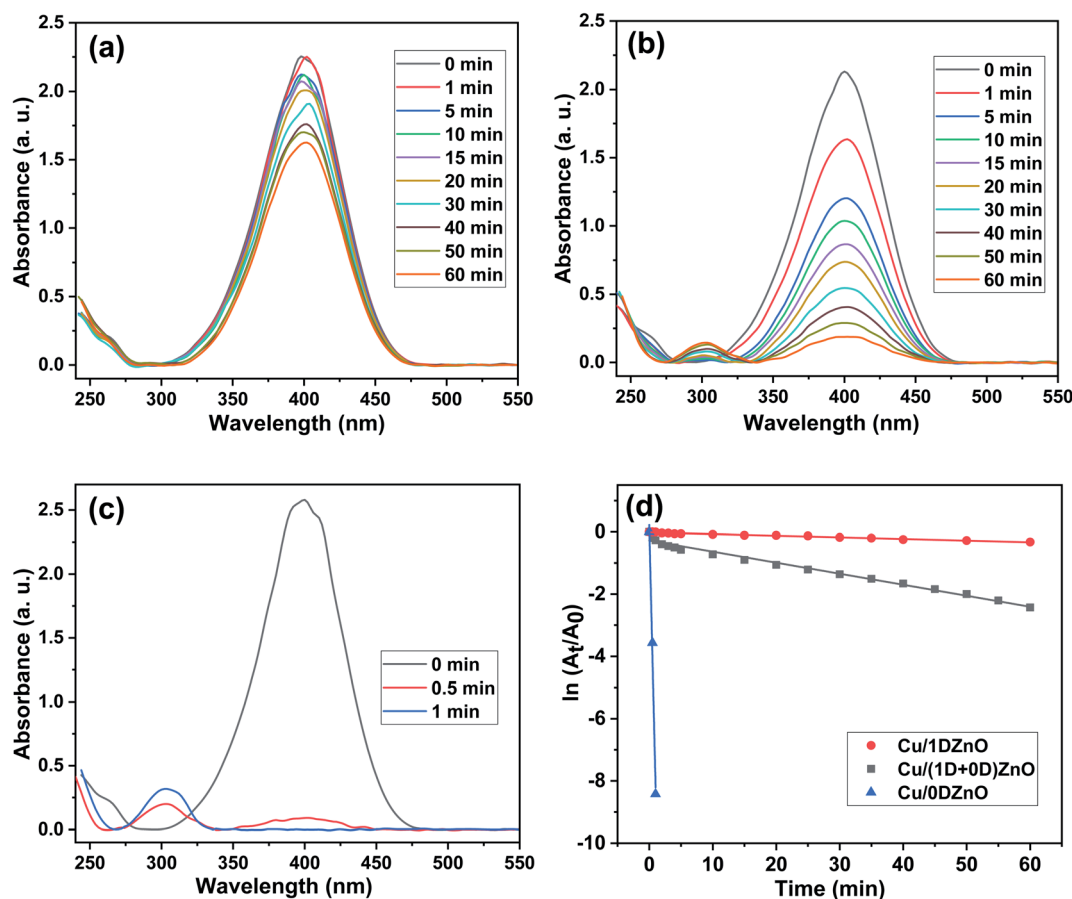 (a)
0 min
1 min
5 min
10 min
15 min
20 min
30 min
40 min
50 min
60 min
2.5
2.0
1.5
1.0
0.5
0.0
Absorbance (a. u.)
250 300 350 400 450 500 550
Wavelength (nm)
(b)
0 min
1 min
5 min
10 min
15 min
20 min
30 min
40 min
50 min
60 min
2.5
2.0
1.5
1.0
0.5
0.0
Absorbance (a. u.)
250 300 350 400 450 500 550
Wavelength (nm)
(c)
0 min
0.5 min
1 min
2.5
2.0
1.5
1.0
0.5
0.0
Absorbance (a. u.)
250 300 350 400 450 500 550
Wavelength (nm)
(d)
0
-2
-4
-6
-8
-10
ln (At/A0)
Cu/1DZnO
Cu/(1D+0D)ZnO
Cu/0DZnO
0 10 20 30 40 50 60
Time (min)